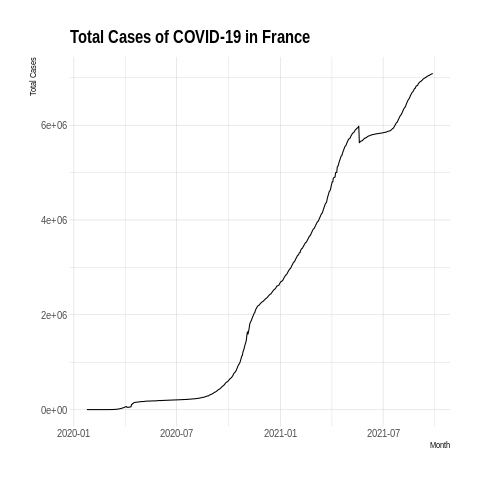 Total Cases of COVID-19 in France
Total Cases
6e+06
4e+06
2e+06
0e+00
2020-01 2020-07 2021-01 2021-07
Month